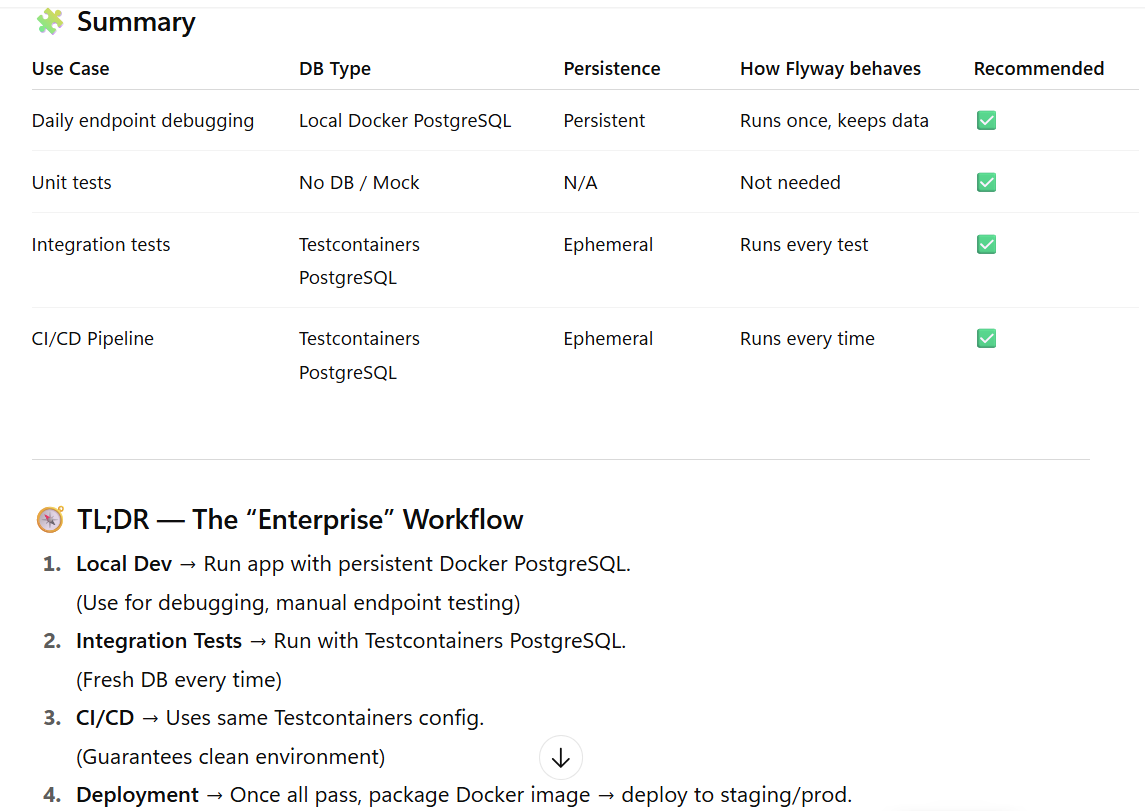 Summary
Use Case DB Type Persistence How Flyway behaves Recommended
Daily endpoint debugging Local Docker PostgreSQL Persistent Runs once, keeps data ✅
Unit tests No DB / Mock N/A Not needed ✅
Integration tests Testcontainers PostgreSQL Ephemeral Runs every test ✅
CI/CD Pipeline Testcontainers PostgreSQL Ephemeral Runs every time ✅
TL;DR — The “Enterprise” Workflow
1. Local Dev → Run app with persistent Docker PostgreSQL.
(Use for debugging, manual endpoint testing)
2. Integration Tests → Run with Testcontainers PostgreSQL.
(Fresh DB every time)
3. CI/CD → Uses same Testcontainers config.
(Guarantees clean environment)
4. Deployment → Once all pass, package Docker image → deploy to staging/prod.